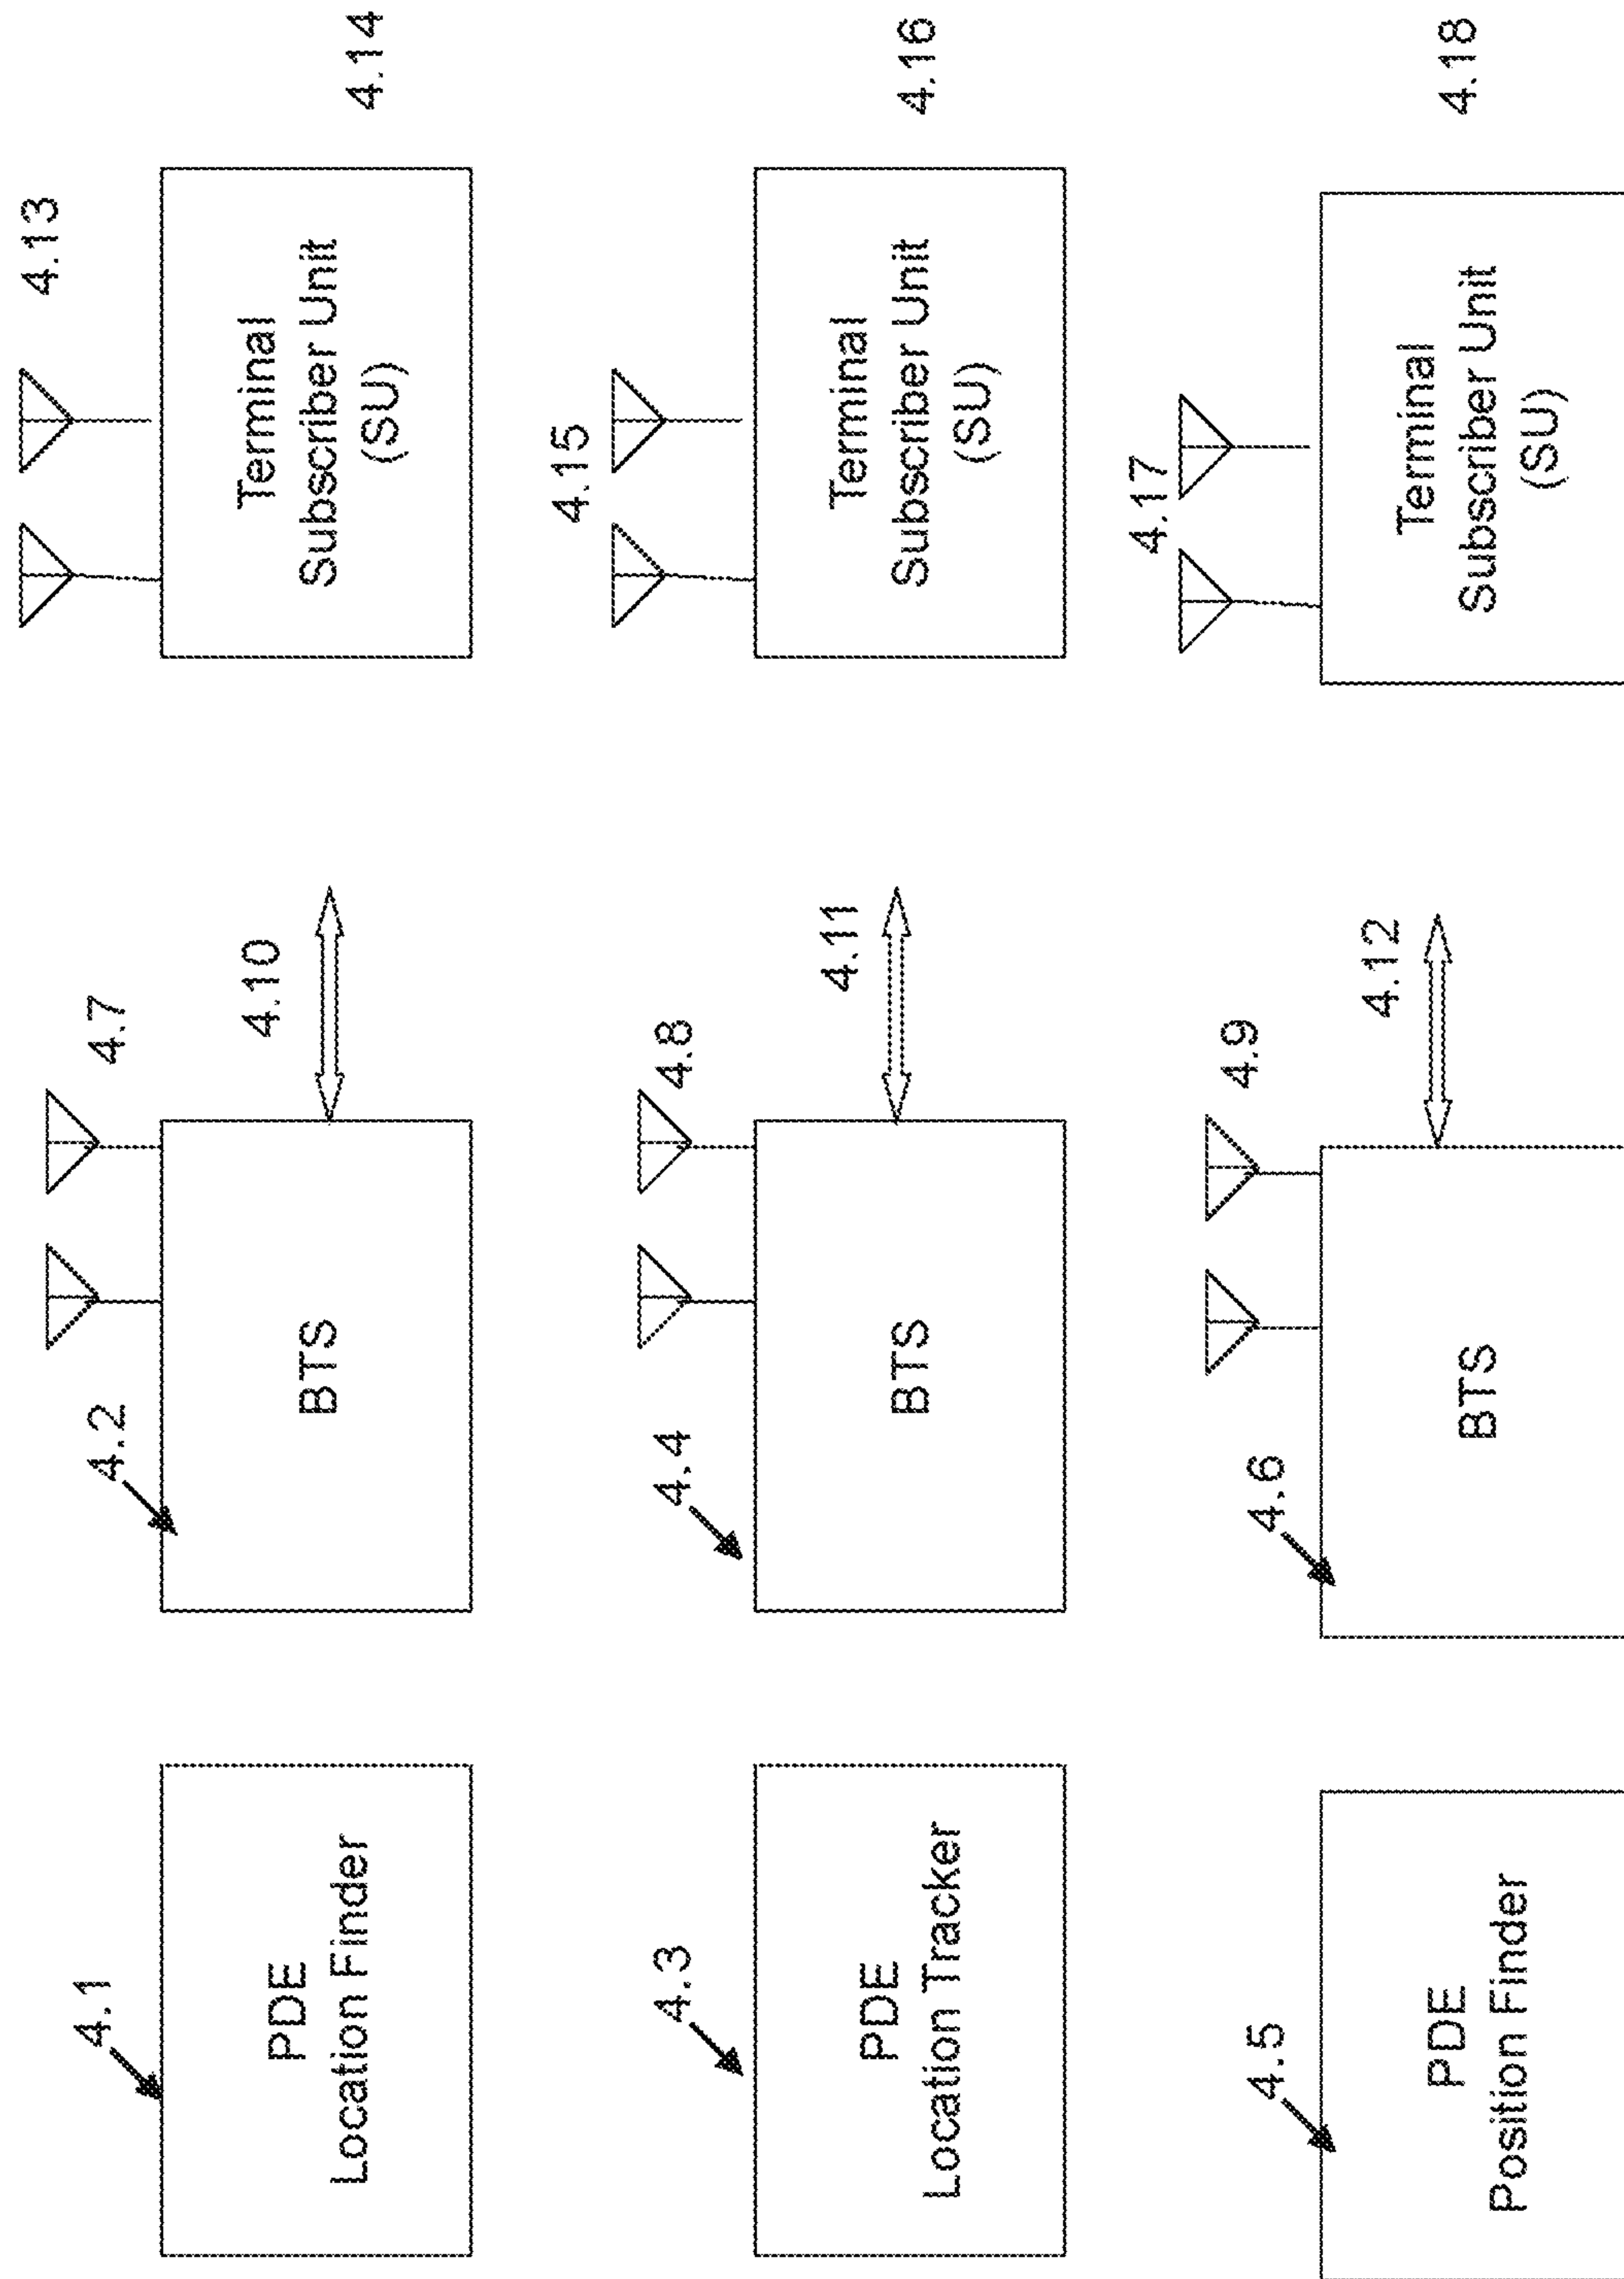 4.1
PDE
Location Finder
4.2
4.7
BTS
4.10
4.13
Terminal
Subscriber Unit
(SU)
4.14
4.3
PDE
Location Tracker
4.4
4.8
BTS
4.11
4.15
Terminal
Subscriber Unit
(SU)
4.16
4.5
PDE
Position Finder
4.6
4.9
BTS
4.12
4.17
Terminal
Subscriber Unit
(SU)
4.18